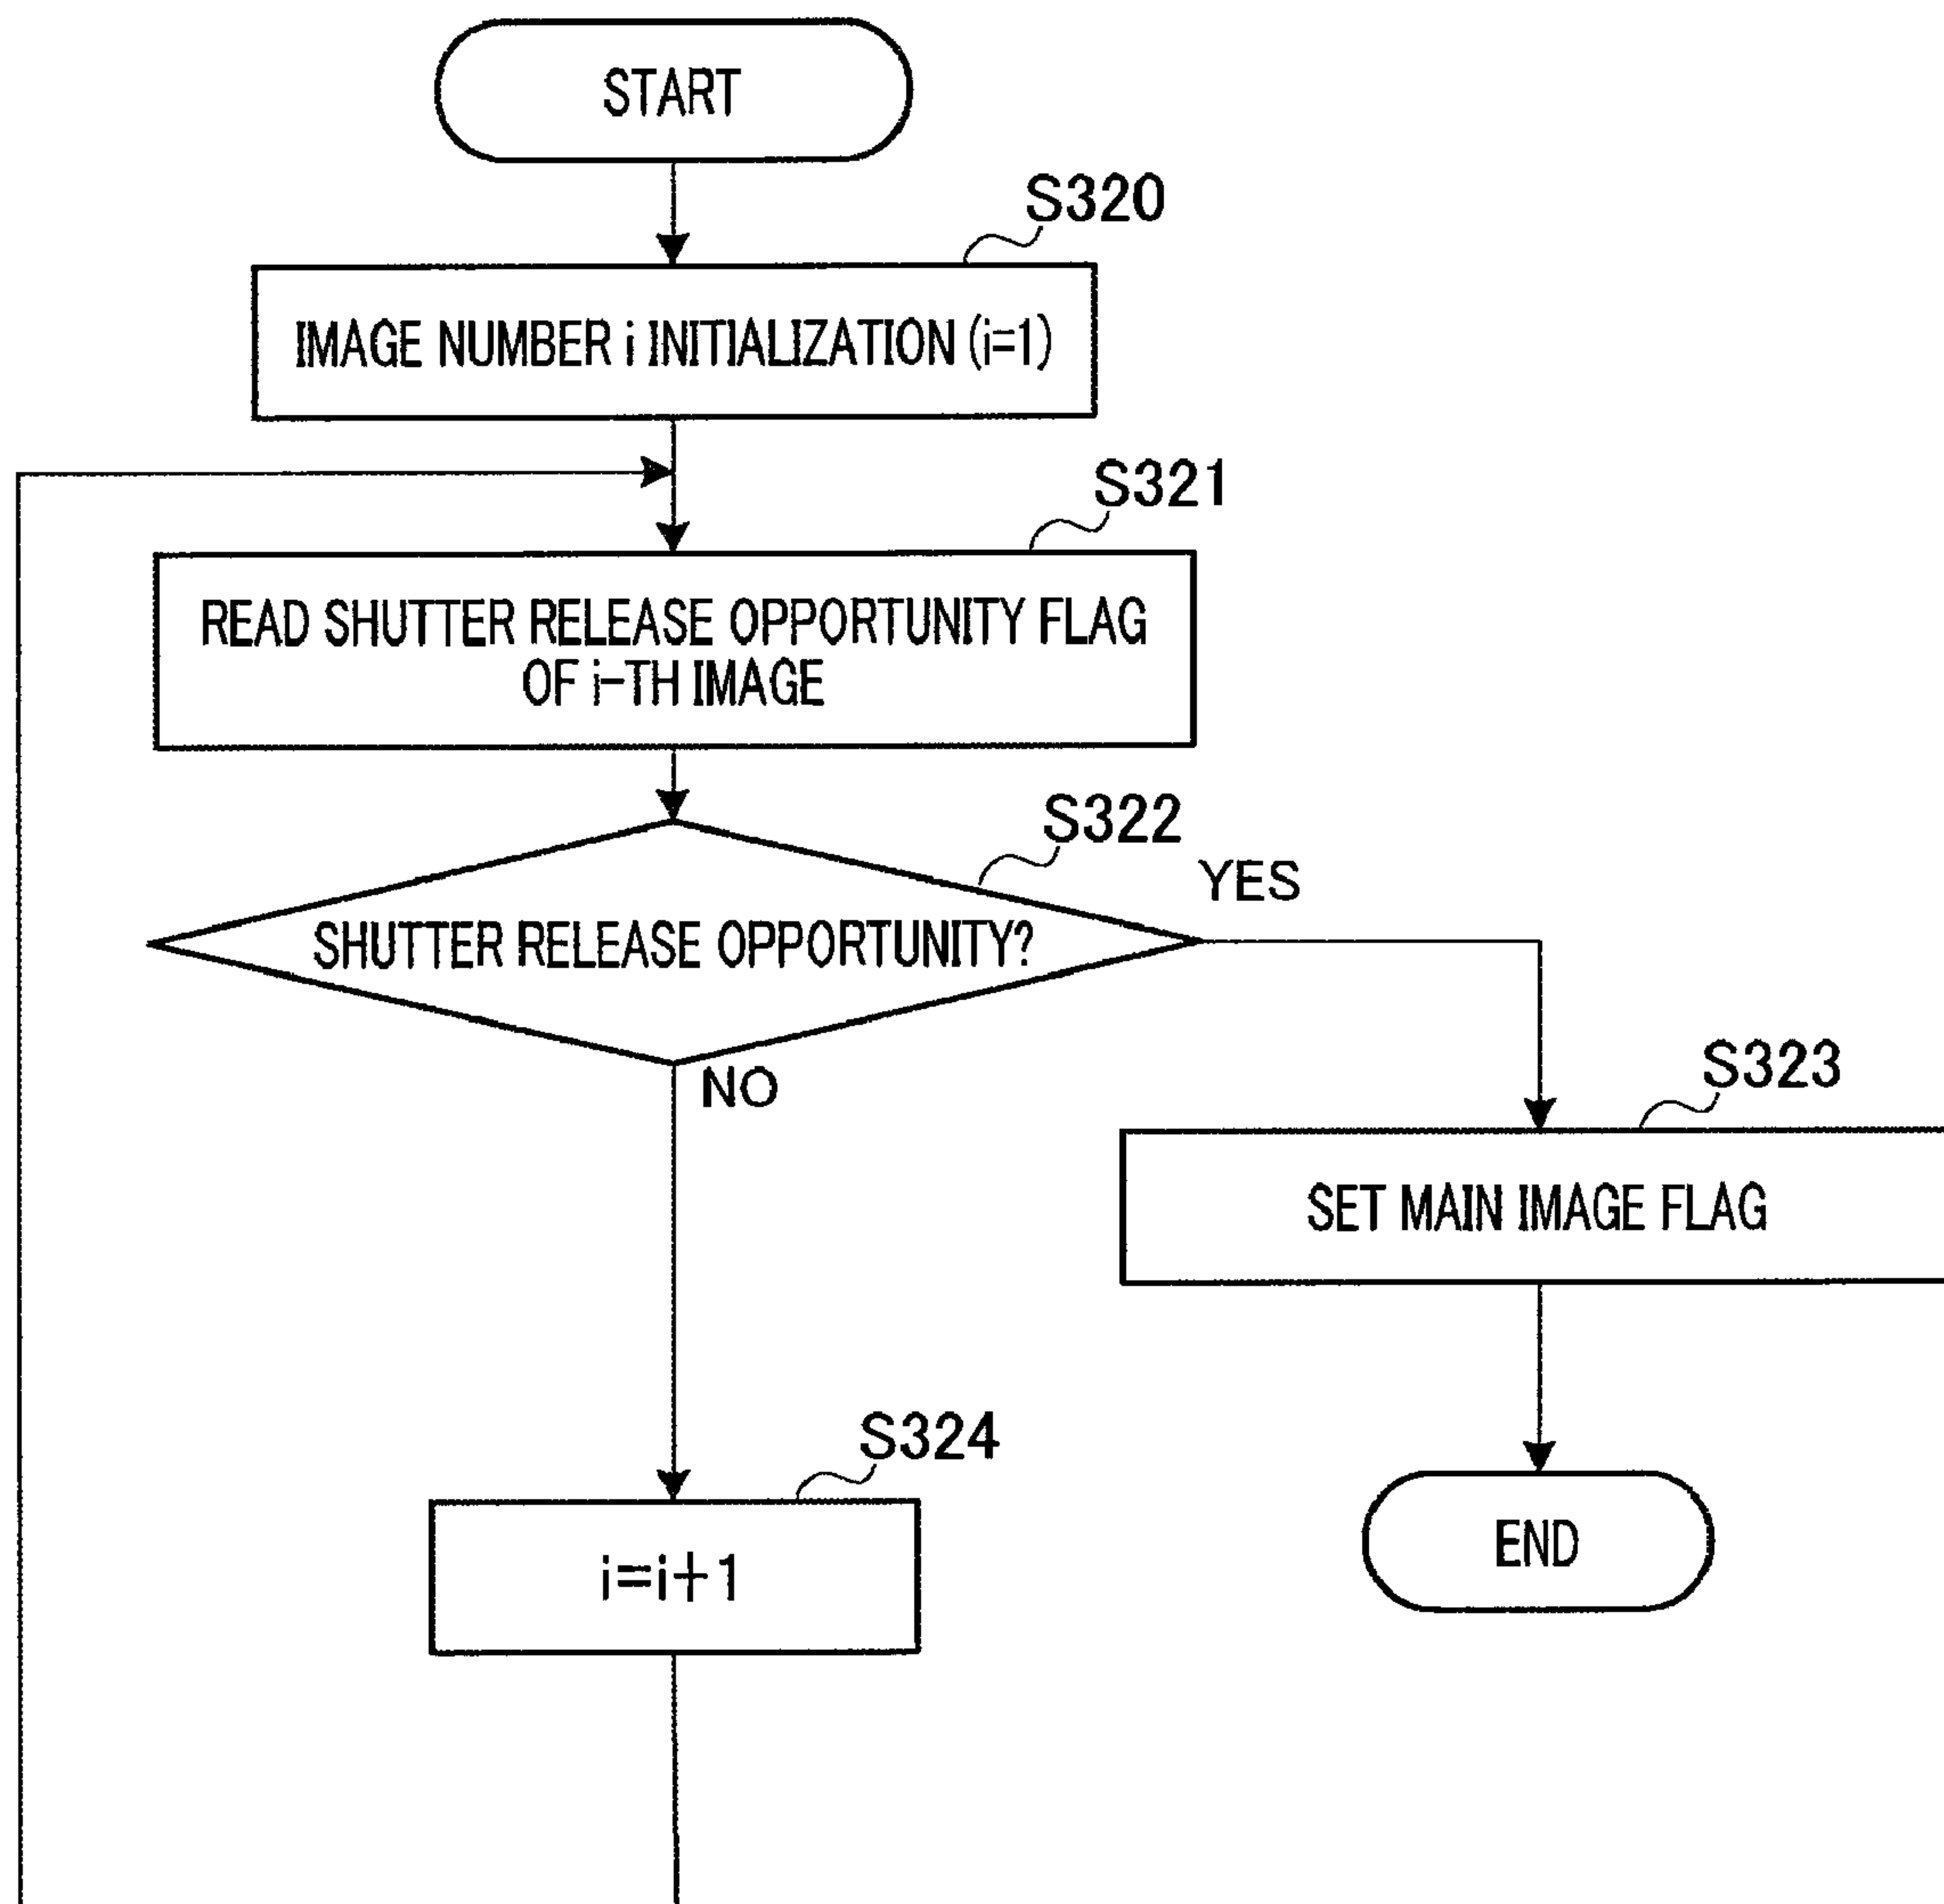 START
S320
IMAGE NUMBER i INITIALIZATION (i=1)
S321
READ SHUTTER RELEASE OPPORTUNITY FLAG
OF i-TH IMAGE
S322
YES
SHUTTER RELEASE OPPORTUNITY?
NO
S323
SET MAIN IMAGE FLAG
S324
i=i+1
END